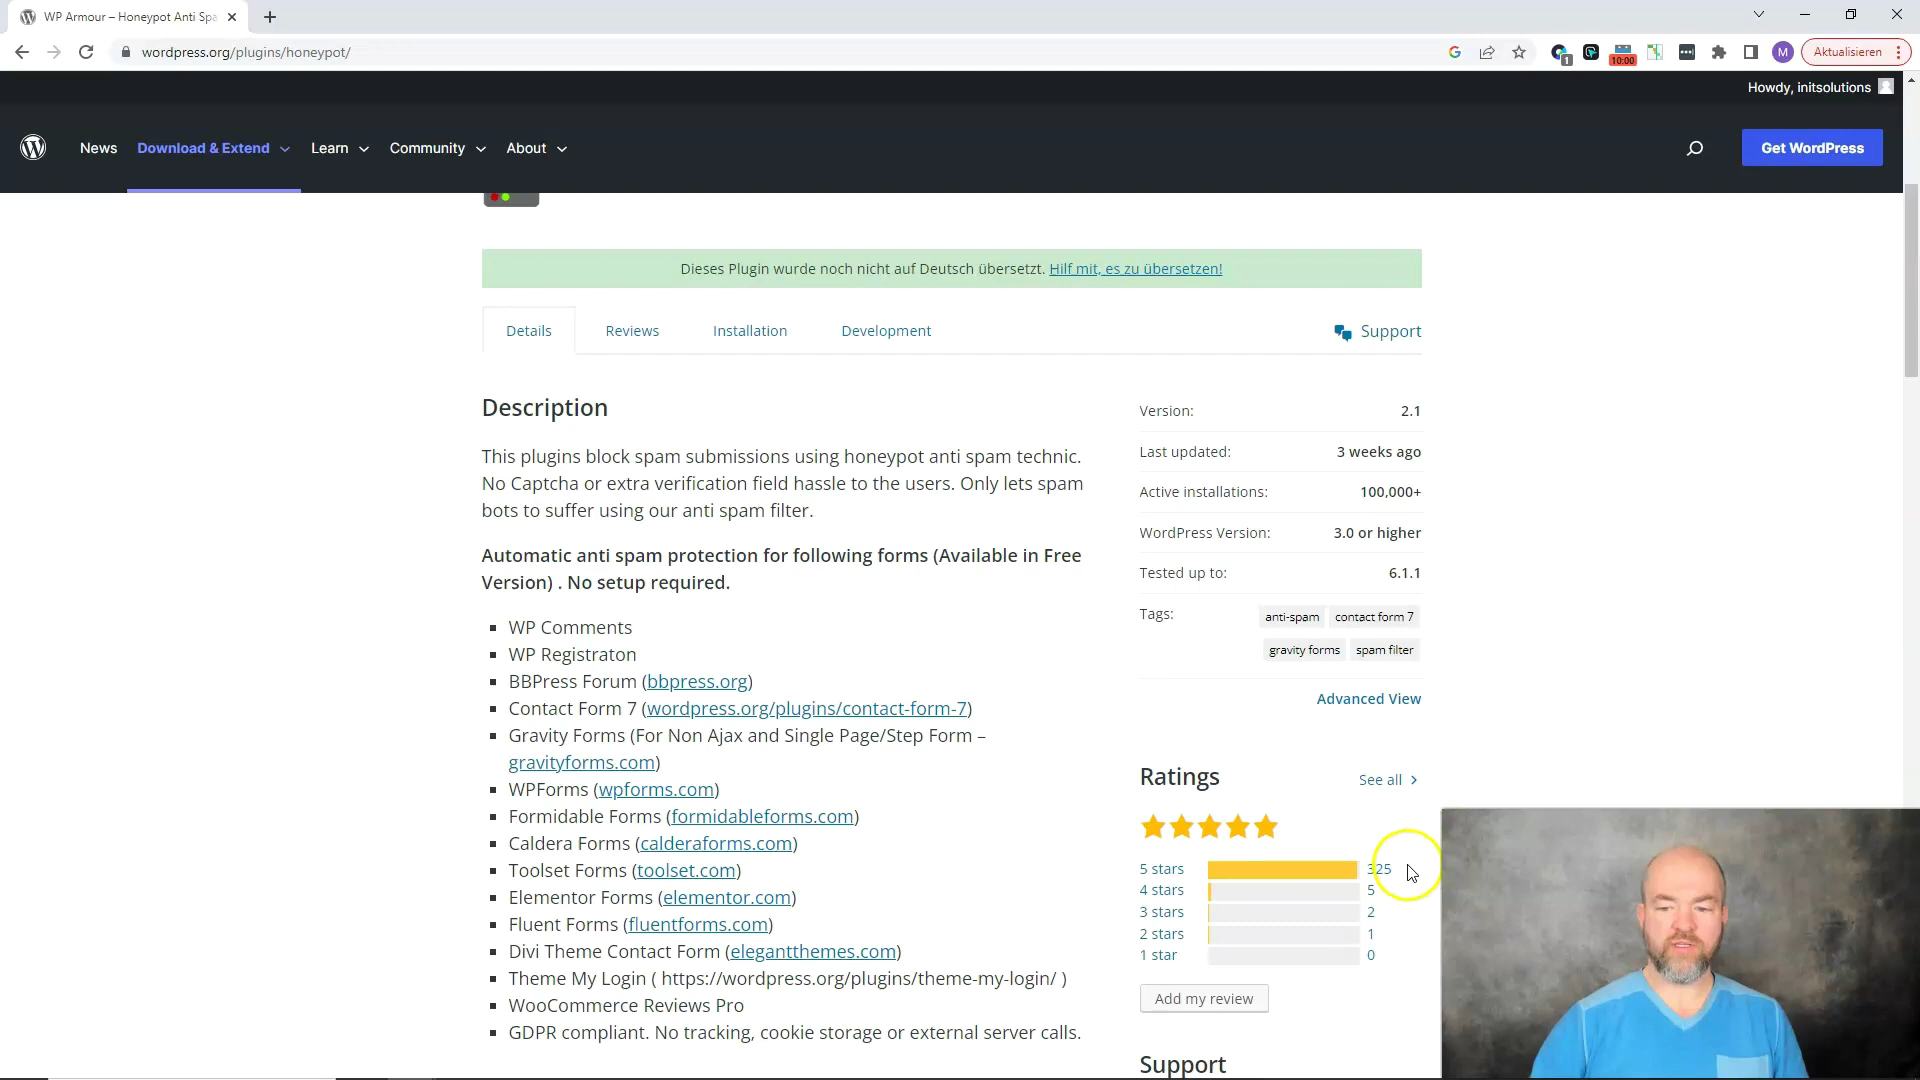 WP Armour – Honeypot Anti Spa
wordpress.org/plugins/honeypot/
1
10:00
M
Aktualisieren
Howdy, initsolutions
News
Download & Extend
Learn
Community
About
Get WordPress
Dieses Plugin wurde noch nicht auf Deutsch übersetzt. Hilf mit, es zu übersetzen!
Details
Reviews
Installation
Development
Support
Description
This plugins block spam submissions using honeypot anti spam technic.
No Captcha or extra verification field hassle to the users. Only lets spam
bots to suffer using our anti spam filter.
Automatic anti spam protection for following forms (Available in Free
Version) . No setup required.
WP Comments
WP Registraton
BBPress Forum (bbpress.org)
Contact Form 7 (wordpress.org/plugins/contact-form-7)
Gravity Forms (For Non Ajax and Single Page/Step Form –
gravityforms.com)
WPForms (wpforms.com)
Formidable Forms (formidableforms.com)
Caldera Forms (calderaforms.com)
Toolset Forms (toolset.com)
Elementor Forms (elementor.com)
Fluent Forms (fluentforms.com)
Divi Theme Contact Form (elegantthemes.com)
Theme My Login ( https://wordpress.org/plugins/theme-my-login/ )
WooCommerce Reviews Pro
GDPR compliant. No tracking, cookie storage or external server calls.
Version: 2.1
Last updated: 3 weeks ago
Active installations: 100,000+
WordPress Version: 3.0 or higher
Tested up to: 6.1.1
Tags: anti-spam contact form 7
gravity forms spam filter
Advanced View
Ratings
See all
5 stars 325
4 stars 5
3 stars 2
2 stars 1
1 star 0
Add my review
Support